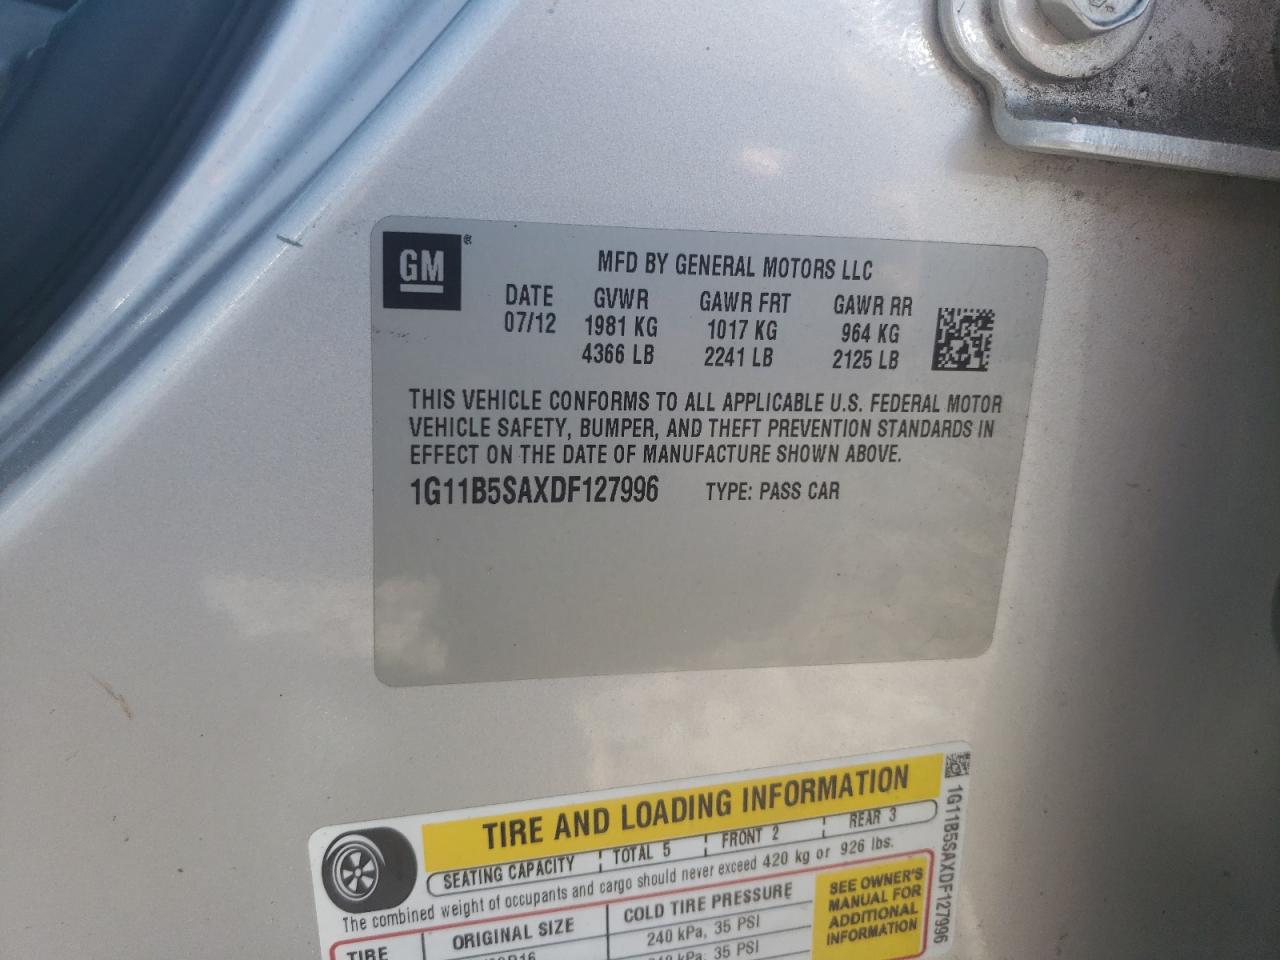 GM®
MFD BY GENERAL MOTORS LLC
DATE GVWR GAWR FRT GAWR RR
07/12 1981 KG 1017 KG 964 KG
4366 LB 2241 LB 2125 LB
THIS VEHICLE CONFORMS TO ALL APPLICABLE U.S. FEDERAL MOTOR
VEHICLE SAFETY, BUMPER, AND THEFT PREVENTION STANDARDS IN
EFFECT ON THE DATE OF MANUFACTURE SHOWN ABOVE.
1G11B5SAXDF127996 TYPE: PASS CAR
TIRE AND LOADING INFORMATION
SEATING CAPACITY TOTAL 5 FRONT 2 REAR 3
The combined weight of occupants and cargo should never exceed 420 kg or 926 lbs.
TIRE ORIGINAL SIZE COLD TIRE PRESSURE
240 kPa, 35 PSI
kPa, 35 PSI
SEE OWNER'S
MANUAL FOR
ADDITIONAL
INFORMATION
1G11B5SAXDF127996